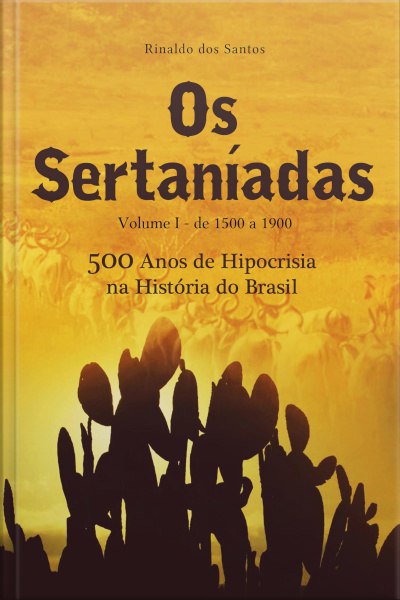 Rinaldo dos Santos
Os
Sertaníadas
Volume I - de 1500 a 1900
500 Anos de Hipocrisia
na História do Brasil